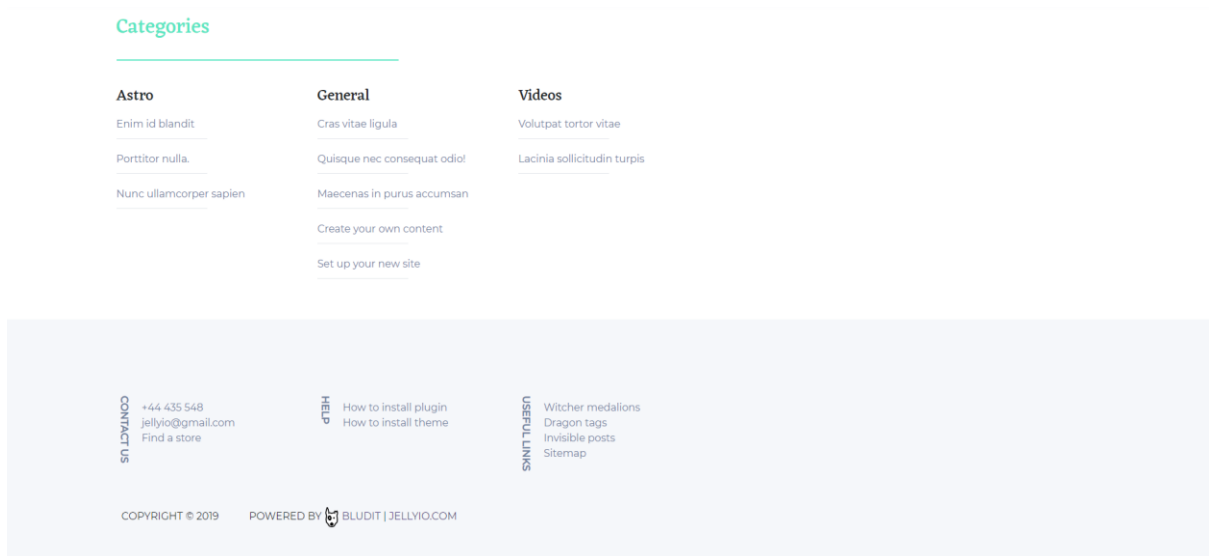 Categories
Astro
Enim id blandit
Porttitor nulla.
Nunc ullamcorper sapien
General
Cras vitae ligula
Quisque nec consequat odio!
Maecenas in purus accumsan
Create your own content
Set up your new site
Videos
Volutpat tortor vitae
Lacinia sollicitudin turpis
CONTACT US
+44 435 548
jellyio@gmail.com
Find a store
HELP
How to install plugin
How to install theme
USEFUL LINKS
Witcher medalions
Dragon tags
Invisible posts
Sitemap
COPYRIGHT © 2019 POWERED BY BLUDIT | JELLYIO.COM